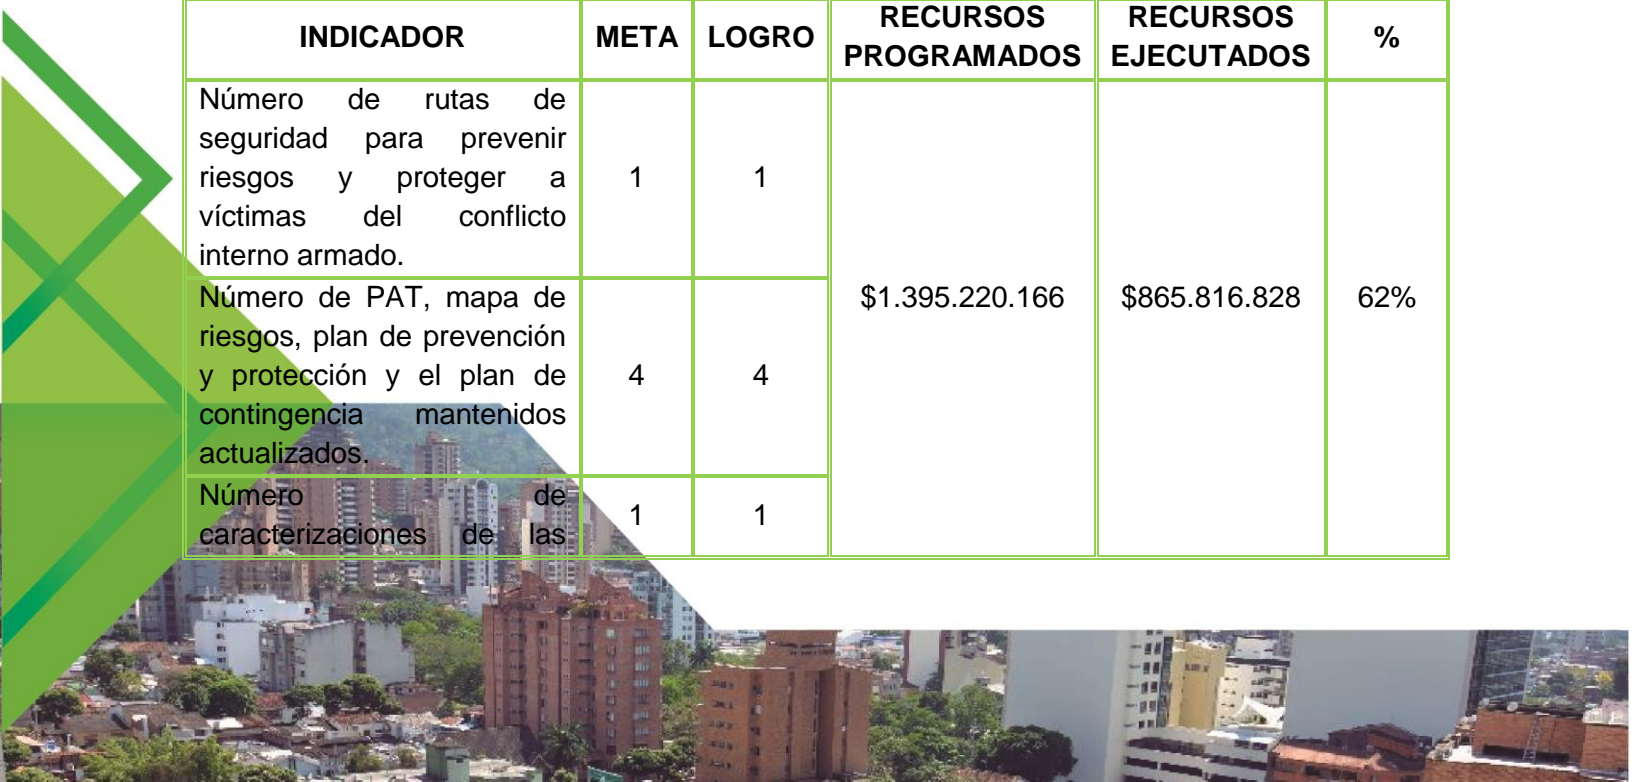 INDICADOR META LOGRO RECURSOS PROGRAMADOS RECURSOS EJECUTADOS %
Número de rutas de
seguridad para prevenir
riesgos y proteger a
víctimas del conflicto
interno armado.
1 1
Número de PAT, mapa de
riesgos, plan de prevención
y protección y el plan de
contingencia mantenidos
actualizados.
4 4
$1.395.220.166 $865.816.828 62%
Número de
caracterizaciones de las
1 1